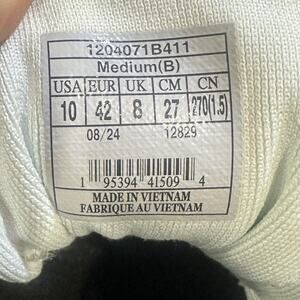 1204071B411
Medium(B)
USA EUR UK CM CN
10 42 8 27 270(1.5)
08/24 12829
1 95394 41509 4
MADE IN VIETNAM
FABRIQUE AU VIETNAM